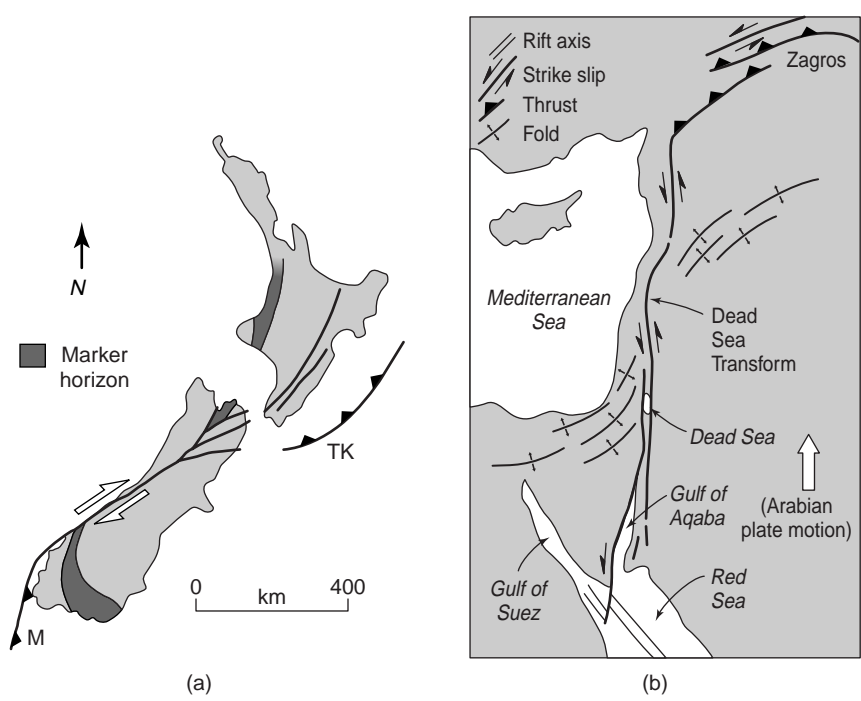 N
Marker
horizon
TK
M
0
400
km
(a)
Rift axis
Strike slip
Thrust
Fold
Zagros
Mediterranean
Sea
Dead
Sea
Transform
Dead Sea
Gulf of
Aqaba
(Arabian
plate motion)
Gulf of
Suez
Red
Sea
(b)